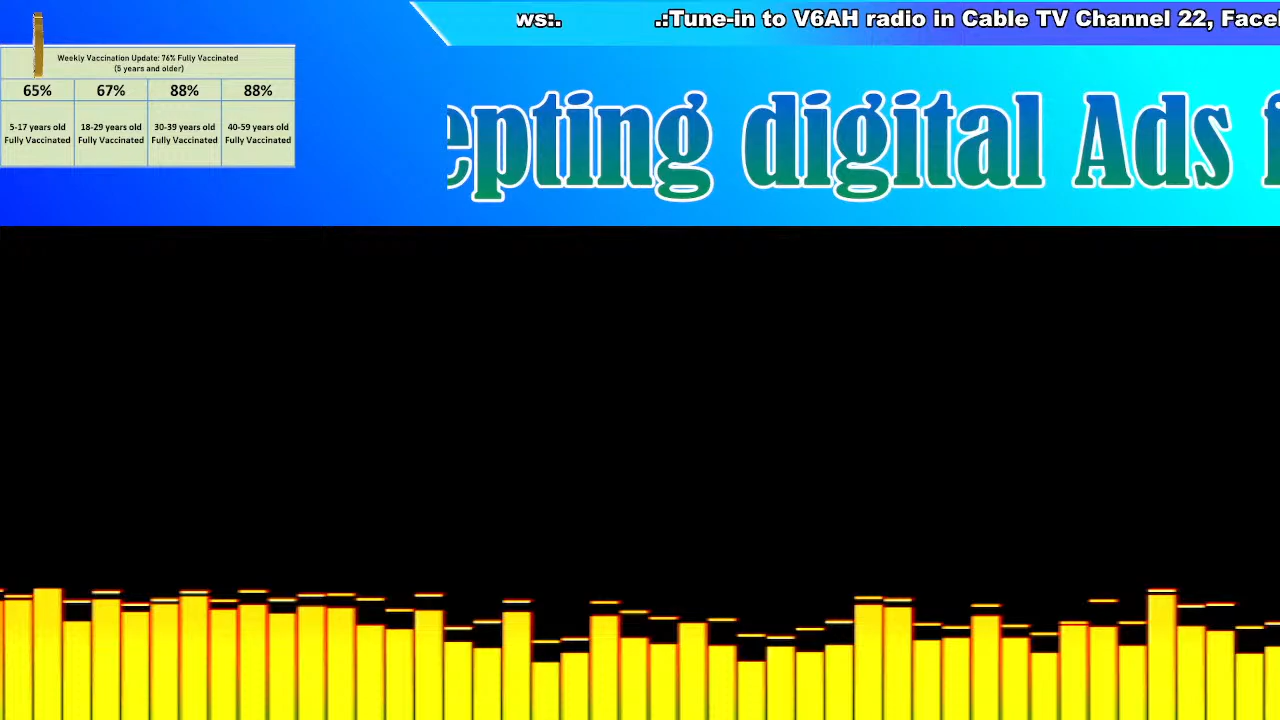 ws:. .:Tune-in to V6AH radio in Cable TV Channel 22,
Weekly Vaccination Update: 76% Fully Vaccinated
(5 years and older)
65% 67% 88% 88%
5-17 years old 18-29 years old 30-39 years old 40-59 years old
Fully Vaccinated Fully Vaccinated Fully Vaccinated Fully Vaccinated
epting digital Ads